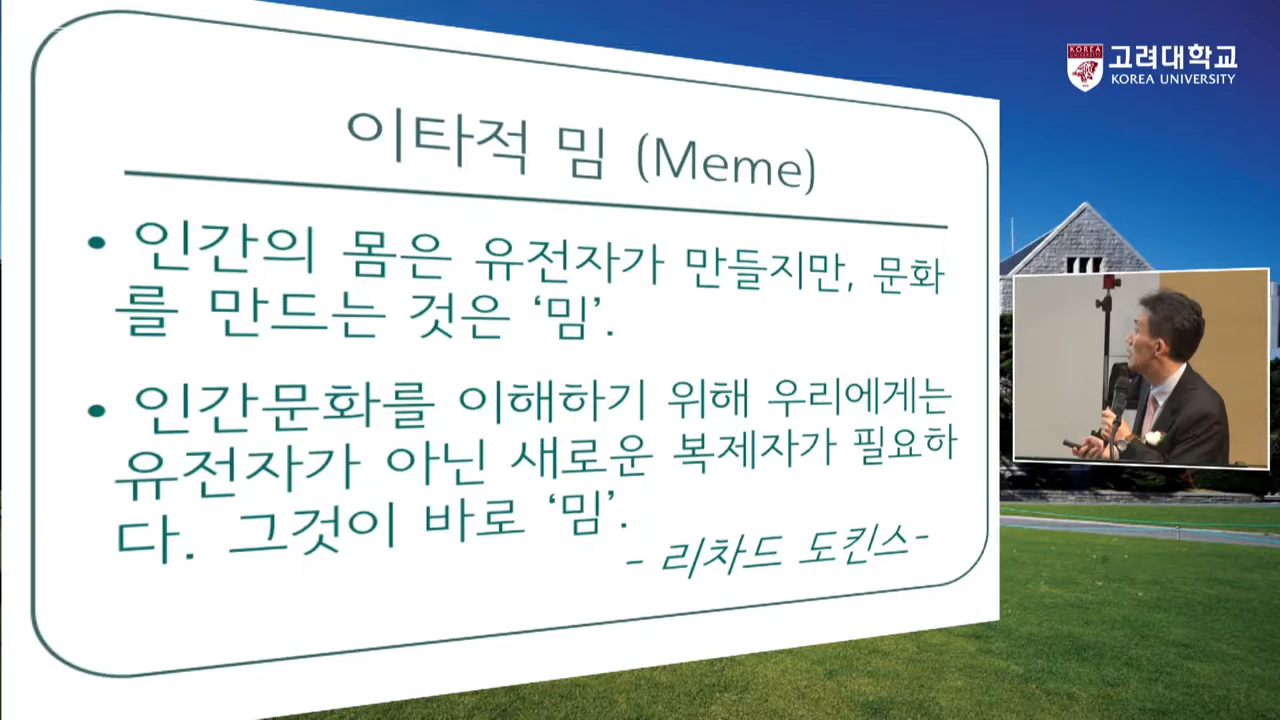 고려대학교
KOREA UNIVERSITY
KOREA
UNIVERSITY
이타적 밈 (Meme)
• 인간의 몸은 유전자가 만들지만, 문화
를 만드는 것은 ‘밈’.
• 인간문화를 이해하기 위해 우리에게는
유전자가 아닌 새로운 복제자가 필요하
다. 그것이 바로 ‘밈’.
- 리차드 도킨스-